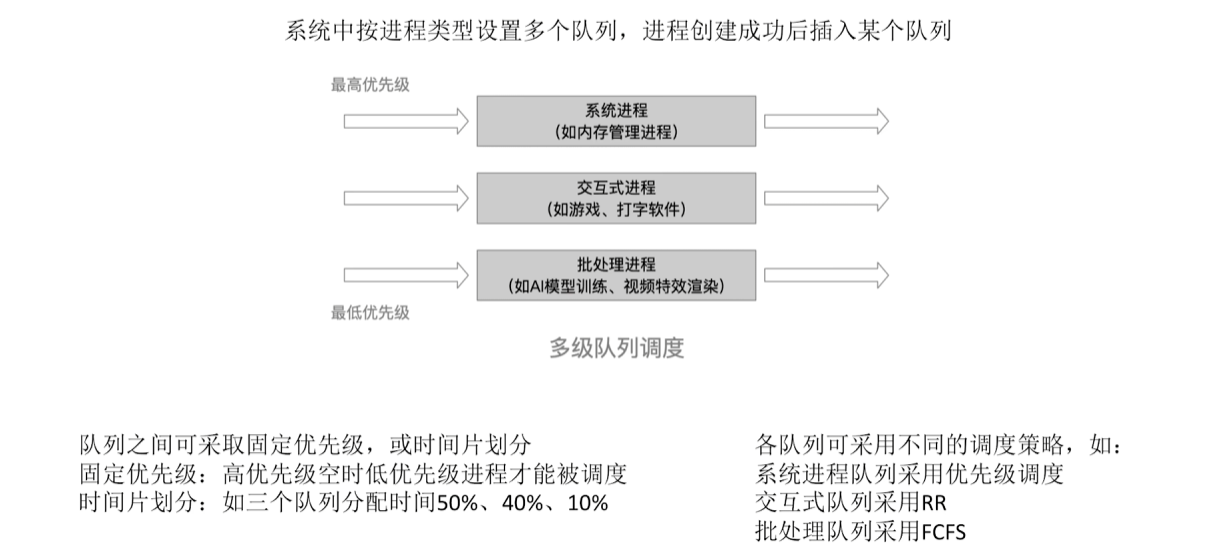 系统中按进程类型设置多个队列，进程创建成功后插入某个队列
最高优先级
系统进程
（如内存管理进程）
交互式进程
（如游戏、打字软件）
批处理进程
（如AI模型训练、视频特效渲染）
最低优先级
多级队列调度
队列之间可采取固定优先级，或时间片划分
固定优先级：高优先级空时低优先级进程才能被调度
时间片划分：如三个队列分配时间50%、40%、10%
各队列可采用不同的调度策略，如：
系统进程队列采用优先级调度
交互式队列采用RR
批处理队列采用FCFS